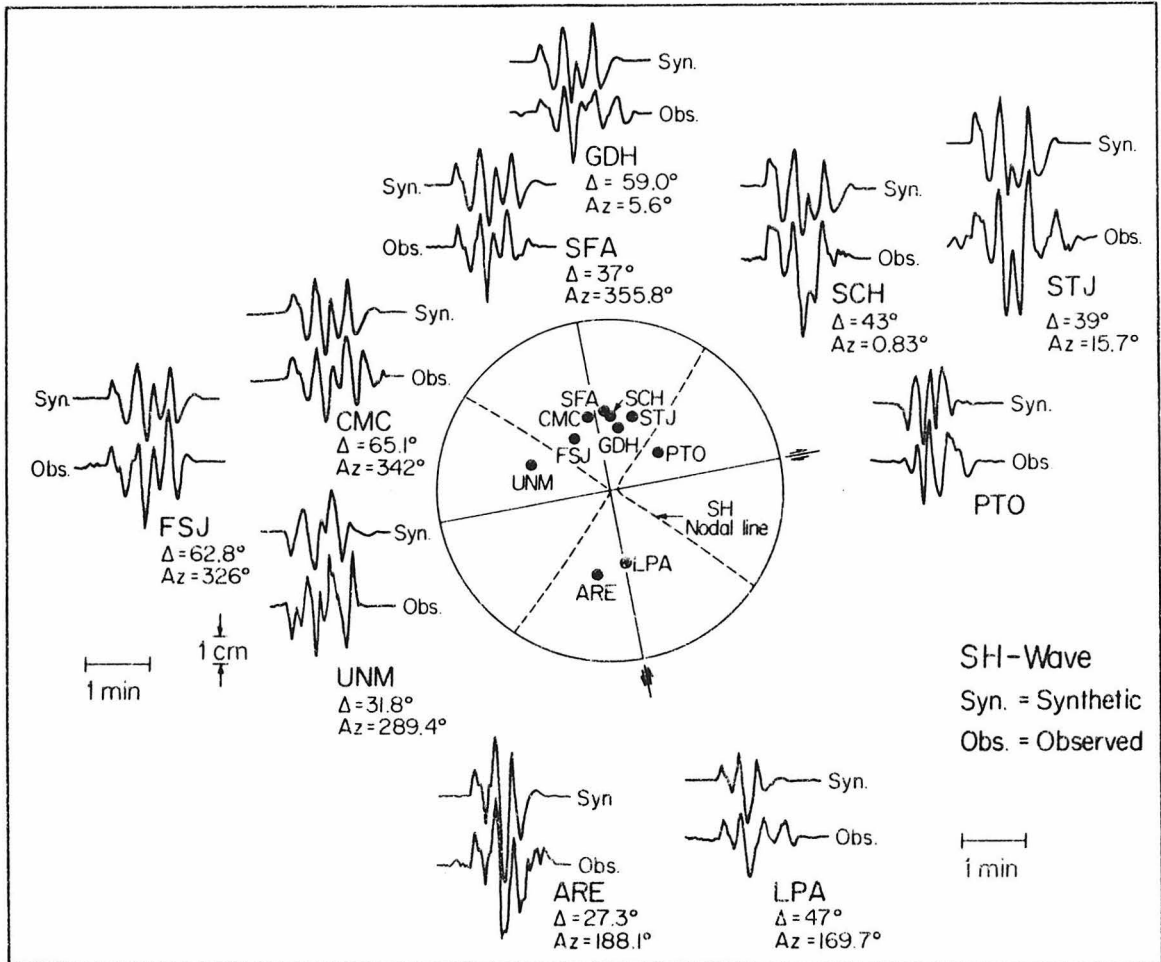 Syn.
Obs.
GDH
Δ = 59.0°
Az = 5.6°
Syn.
Obs.
SFA
Δ = 37°
Az = 355.8°
Syn.
Obs.
SCH
Δ = 43°
Az = 0.83°
Syn.
Obs.
STJ
Δ = 39°
Az = 15.7°
Syn.
Obs.
CMC
Δ = 65.1°
Az = 342°
Syn
Obs.
FSJ
Δ = 62.8°
Az = 326°
Syn.
Obs.
PTO
SFA
SCH
CMC
STJ
GDH
FSJ
PTO
UNM
SH
Nodal line
LPA
ARE
Syn.
Obs.
UNM
Δ = 31.8°
Az = 289.4°
1 min
1 cm
SH-Wave
Syn. = Synthetic
Obs. = Observed
Syn
Obs.
ARE
Δ = 27.3°
Az = 188.1°
Syn.
Obs.
LPA
Δ = 47°
Az = 169.7°
1 min